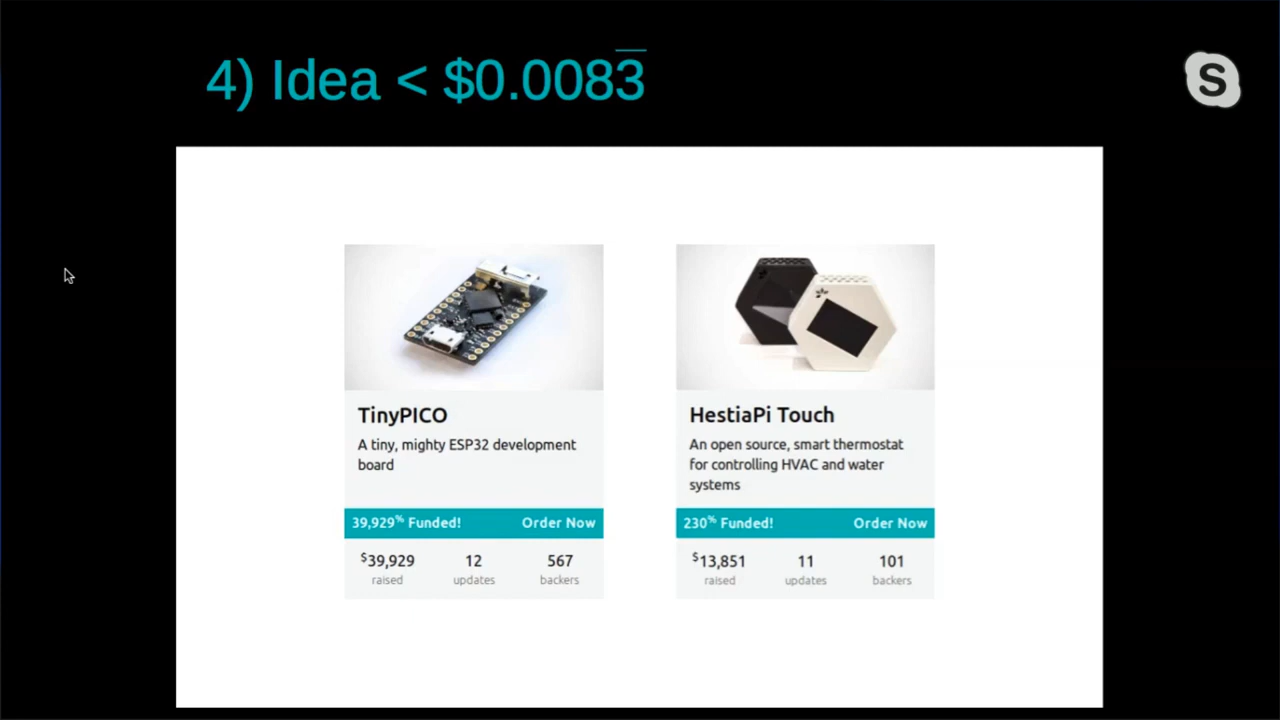 4) Idea < $0.0083̅
S
TinyPICO
A tiny, mighty ESP32 development
board
39,929% Funded! Order Now
$39,929 12 567
raised updates backers
HestiaPi Touch
An open source, smart thermostat
for controlling HVAC and water
systems
230% Funded! Order Now
$13,851 11 101
raised updates backers